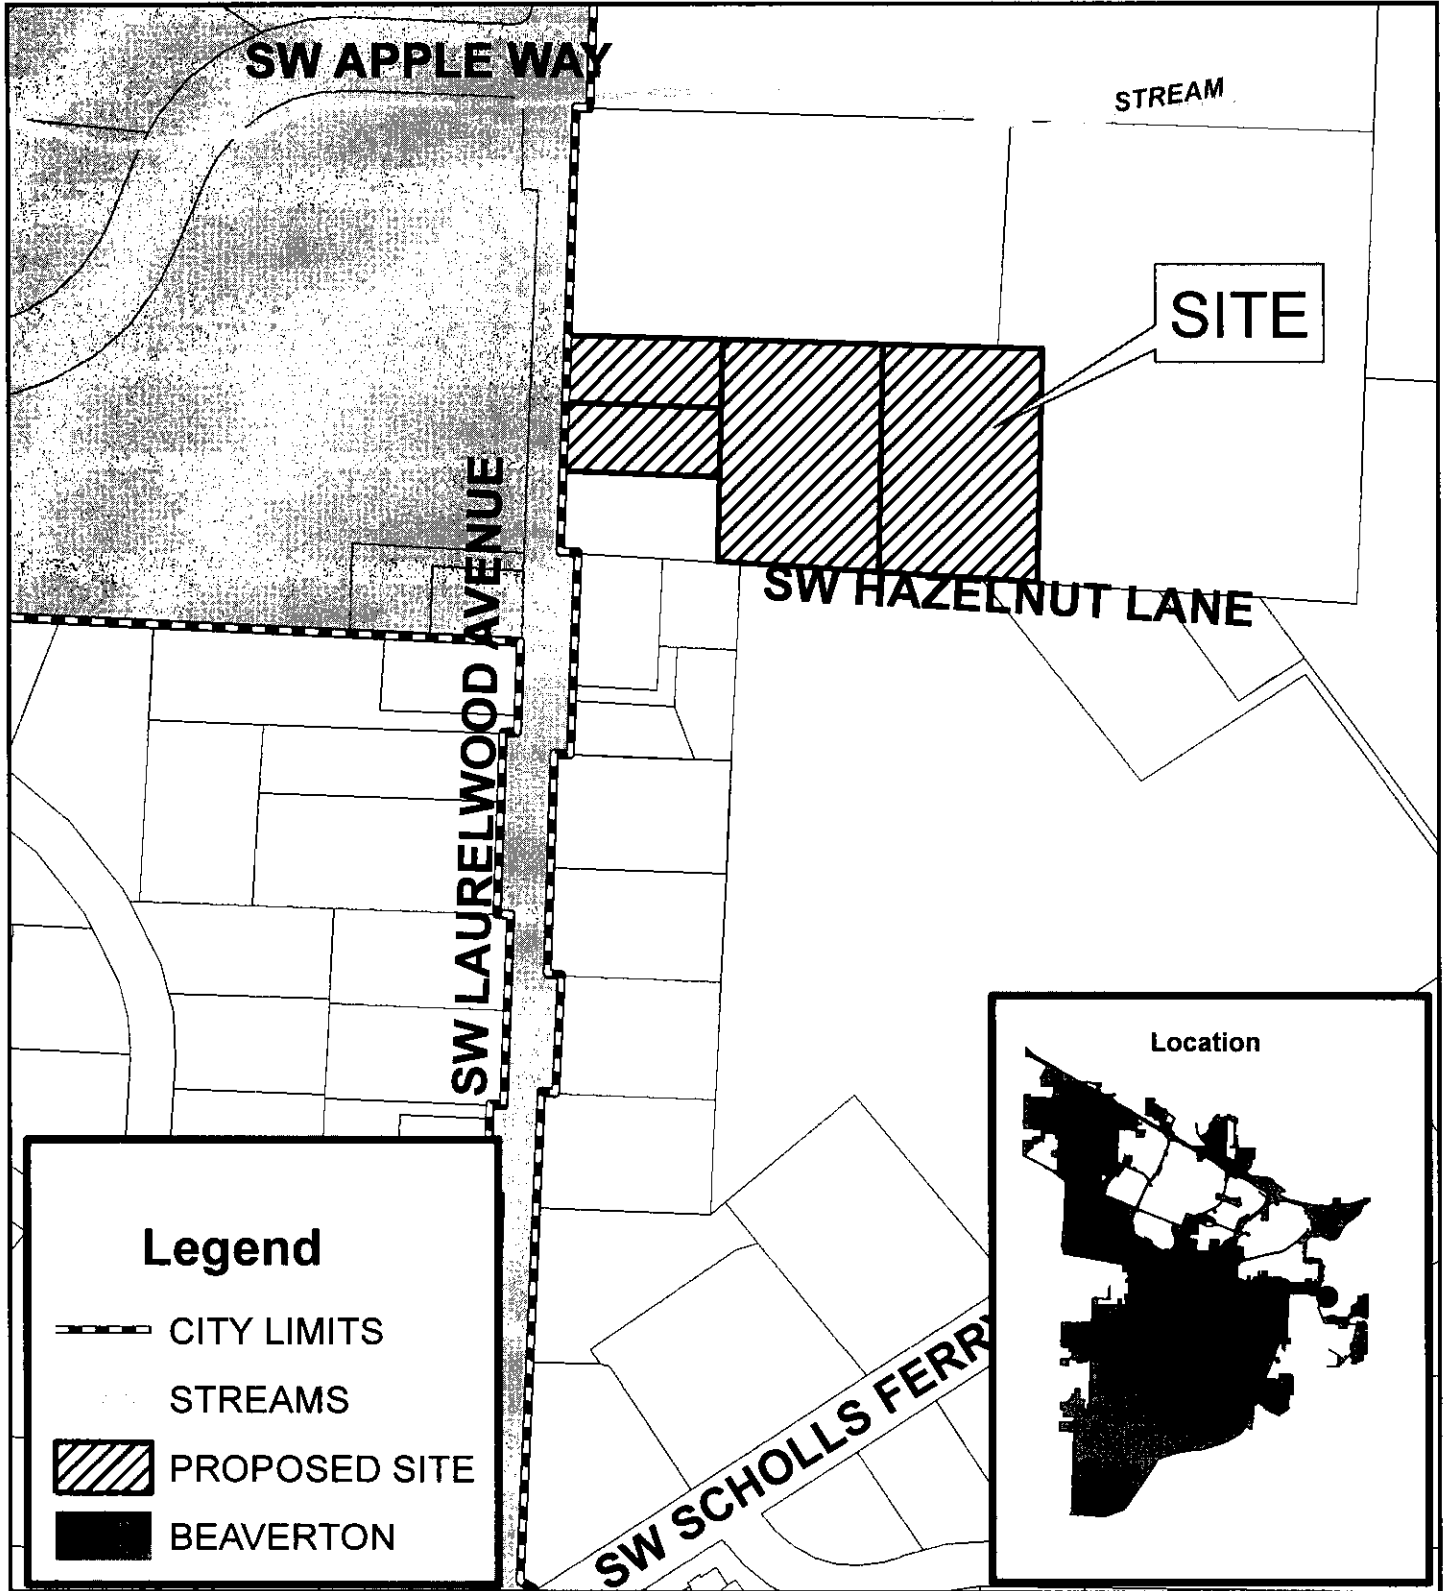 SW APPLE WAY
STREAM
SITE
SW LAURELWOOD AVENUE
SW HAZELNUT LANE
SW SCHOLLS FERRY
Location
Legend
CITY LIMITS
STREAMS
PROPOSED SITE
BEAVERTON